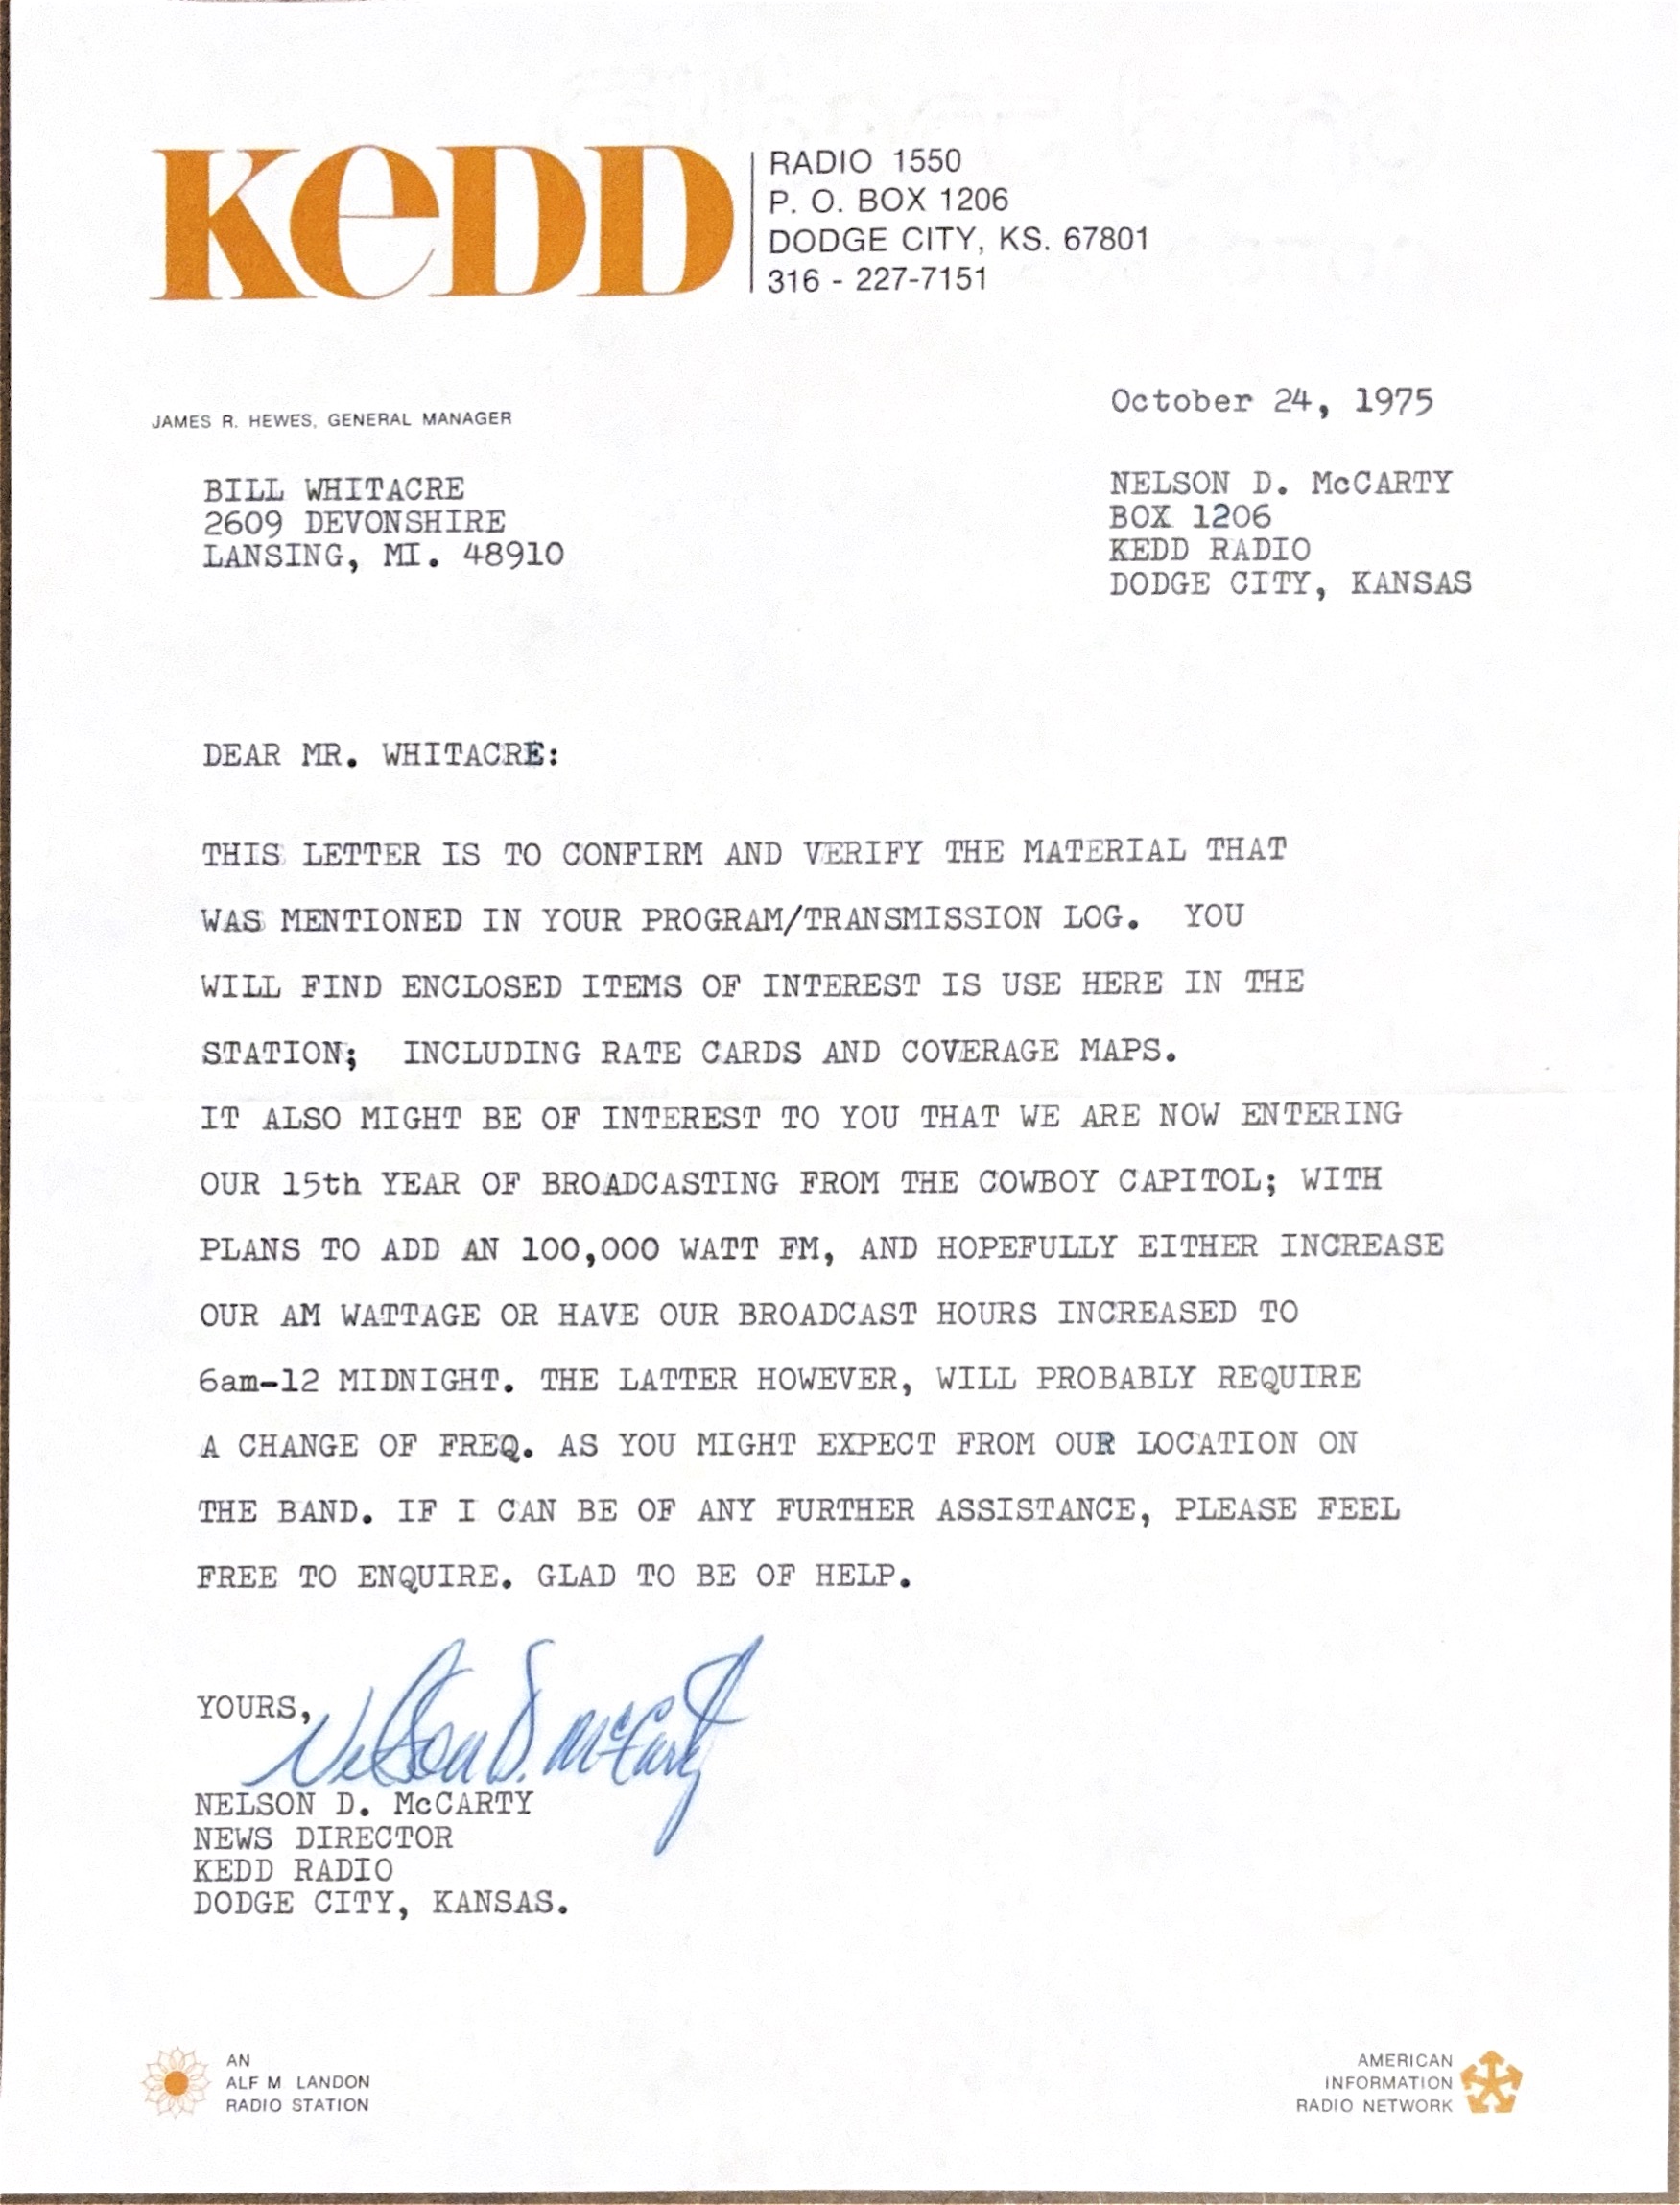 KeDD
RADIO 1550
P. O. BOX 1206
DODGE CITY, KS. 67801
316 - 227-7151
JAMES R. HEWES, GENERAL MANAGER
October 24, 1975
BILL WHITACRE
2609 DEVONSHIRE
LANSING, MI. 48910
NELSON D. McCARTY
BOX 1206
KEDD RADIO
DODGE CITY, KANSAS
DEAR MR. WHITACRE:
THIS LETTER IS TO CONFIRM AND VERIFY THE MATERIAL THAT
WAS MENTIONED IN YOUR PROGRAM/TRANSMISSION LOG. YOU
WILL FIND ENCLOSED ITEMS OF INTEREST IS USE HERE IN THE
STATION; INCLUDING RATE CARDS AND COVERAGE MAPS.
IT ALSO MIGHT BE OF INTEREST TO YOU THAT WE ARE NOW ENTERING
OUR 15th YEAR OF BROADCASTING FROM THE COWBOY CAPITOL; WITH
PLANS TO ADD AN 100,000 WATT FM, AND HOPEFULLY EITHER INCREASE
OUR AM WATTAGE OR HAVE OUR BROADCAST HOURS INCREASED TO
6am-12 MIDNIGHT. THE LATTER HOWEVER, WILL PROBABLY REQUIRE
A CHANGE OF FREQ. AS YOU MIGHT EXPECT FROM OUR LOCATION ON
THE BAND. IF I CAN BE OF ANY FURTHER ASSISTANCE, PLEASE FEEL
FREE TO ENQUIRE. GLAD TO BE OF HELP.
YOURS,
Nelson D. McCarty
NELSON D. McCARTY
NEWS DIRECTOR
KEDD RADIO
DODGE CITY, KANSAS.
AN
ALF M LANDON
RADIO STATION
AMERICAN
INFORMATION
RADIO NETWORK